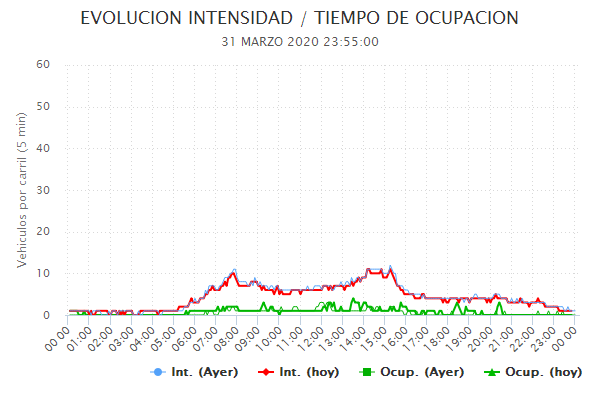 EVOLUCION INTENSIDAD / TIEMPO DE OCUPACION
31 MARZO 2020 23:55:00
Vehiculos por carril (5 min)
60
50
40
30
20
10
0
00:00 01:00 02:00 03:00 04:00 05:00 06:00 07:00 08:00 09:00 10:00 11:00 12:00 13:00 14:00 15:00 16:00 17:00 18:00 19:00 20:00 21:00 22:00 23:00 00:00
Int. (Ayer) Int. (hoy) Ocup. (Ayer) Ocup. (hoy)